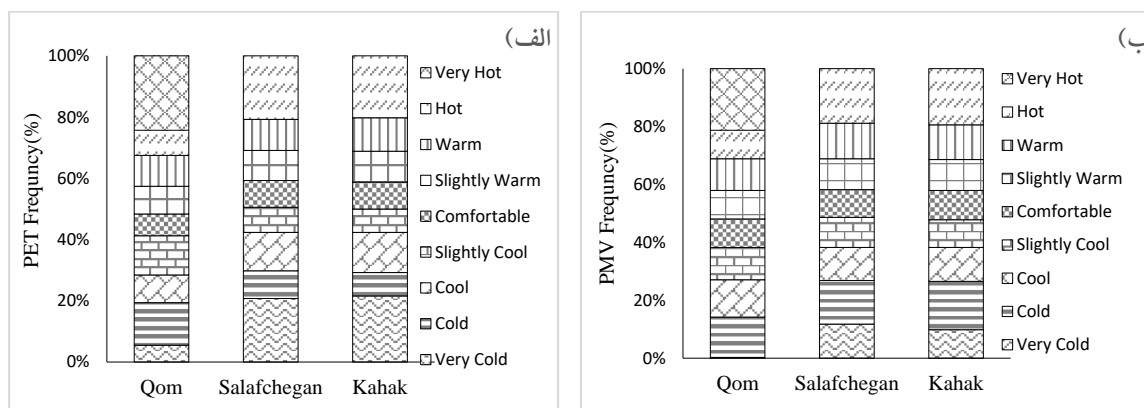 الف)
PET Frequncy(%)
100%
80%
60%
40%
20%
0%
Qom
Salafchegan
Kahak
Very Hot
Hot
Warm
Slightly Warm
Comfortable
Slightly Cool
Cool
Cold
Very Cold
ب)
PMV Frequncy(%)
100%
80%
60%
40%
20%
0%
Qom
Salafchegan
Kahak
Very Hot
Hot
Warm
Slightly Warm
Comfortable
Slightly Cool
Cool
Cold
Very Cold